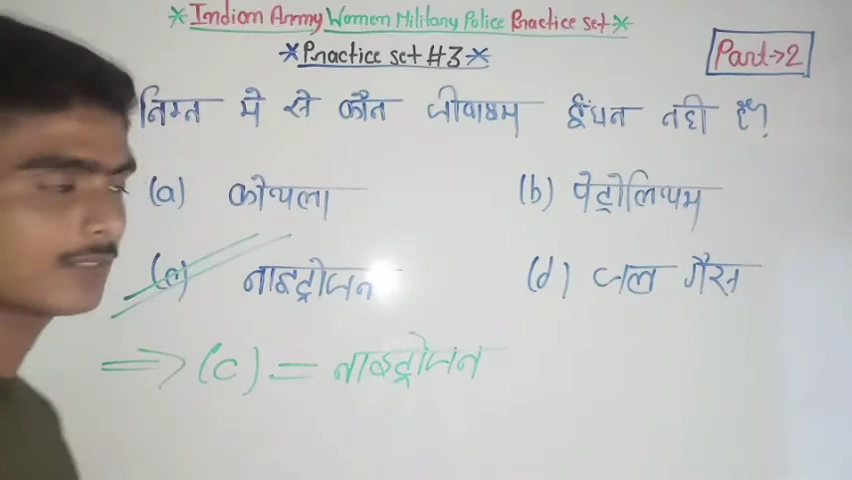 *Indian Army Women Military Police Practice set*
*Practice set #3*
Part→2
निम्न मे से कौन जीवाश्म ईंधन नही है?
(a) कोयला (b) पेट्रोलियम
(c) नाइट्रोजन (d) जल गैस
⇒ (C) = नाइट्रोजन